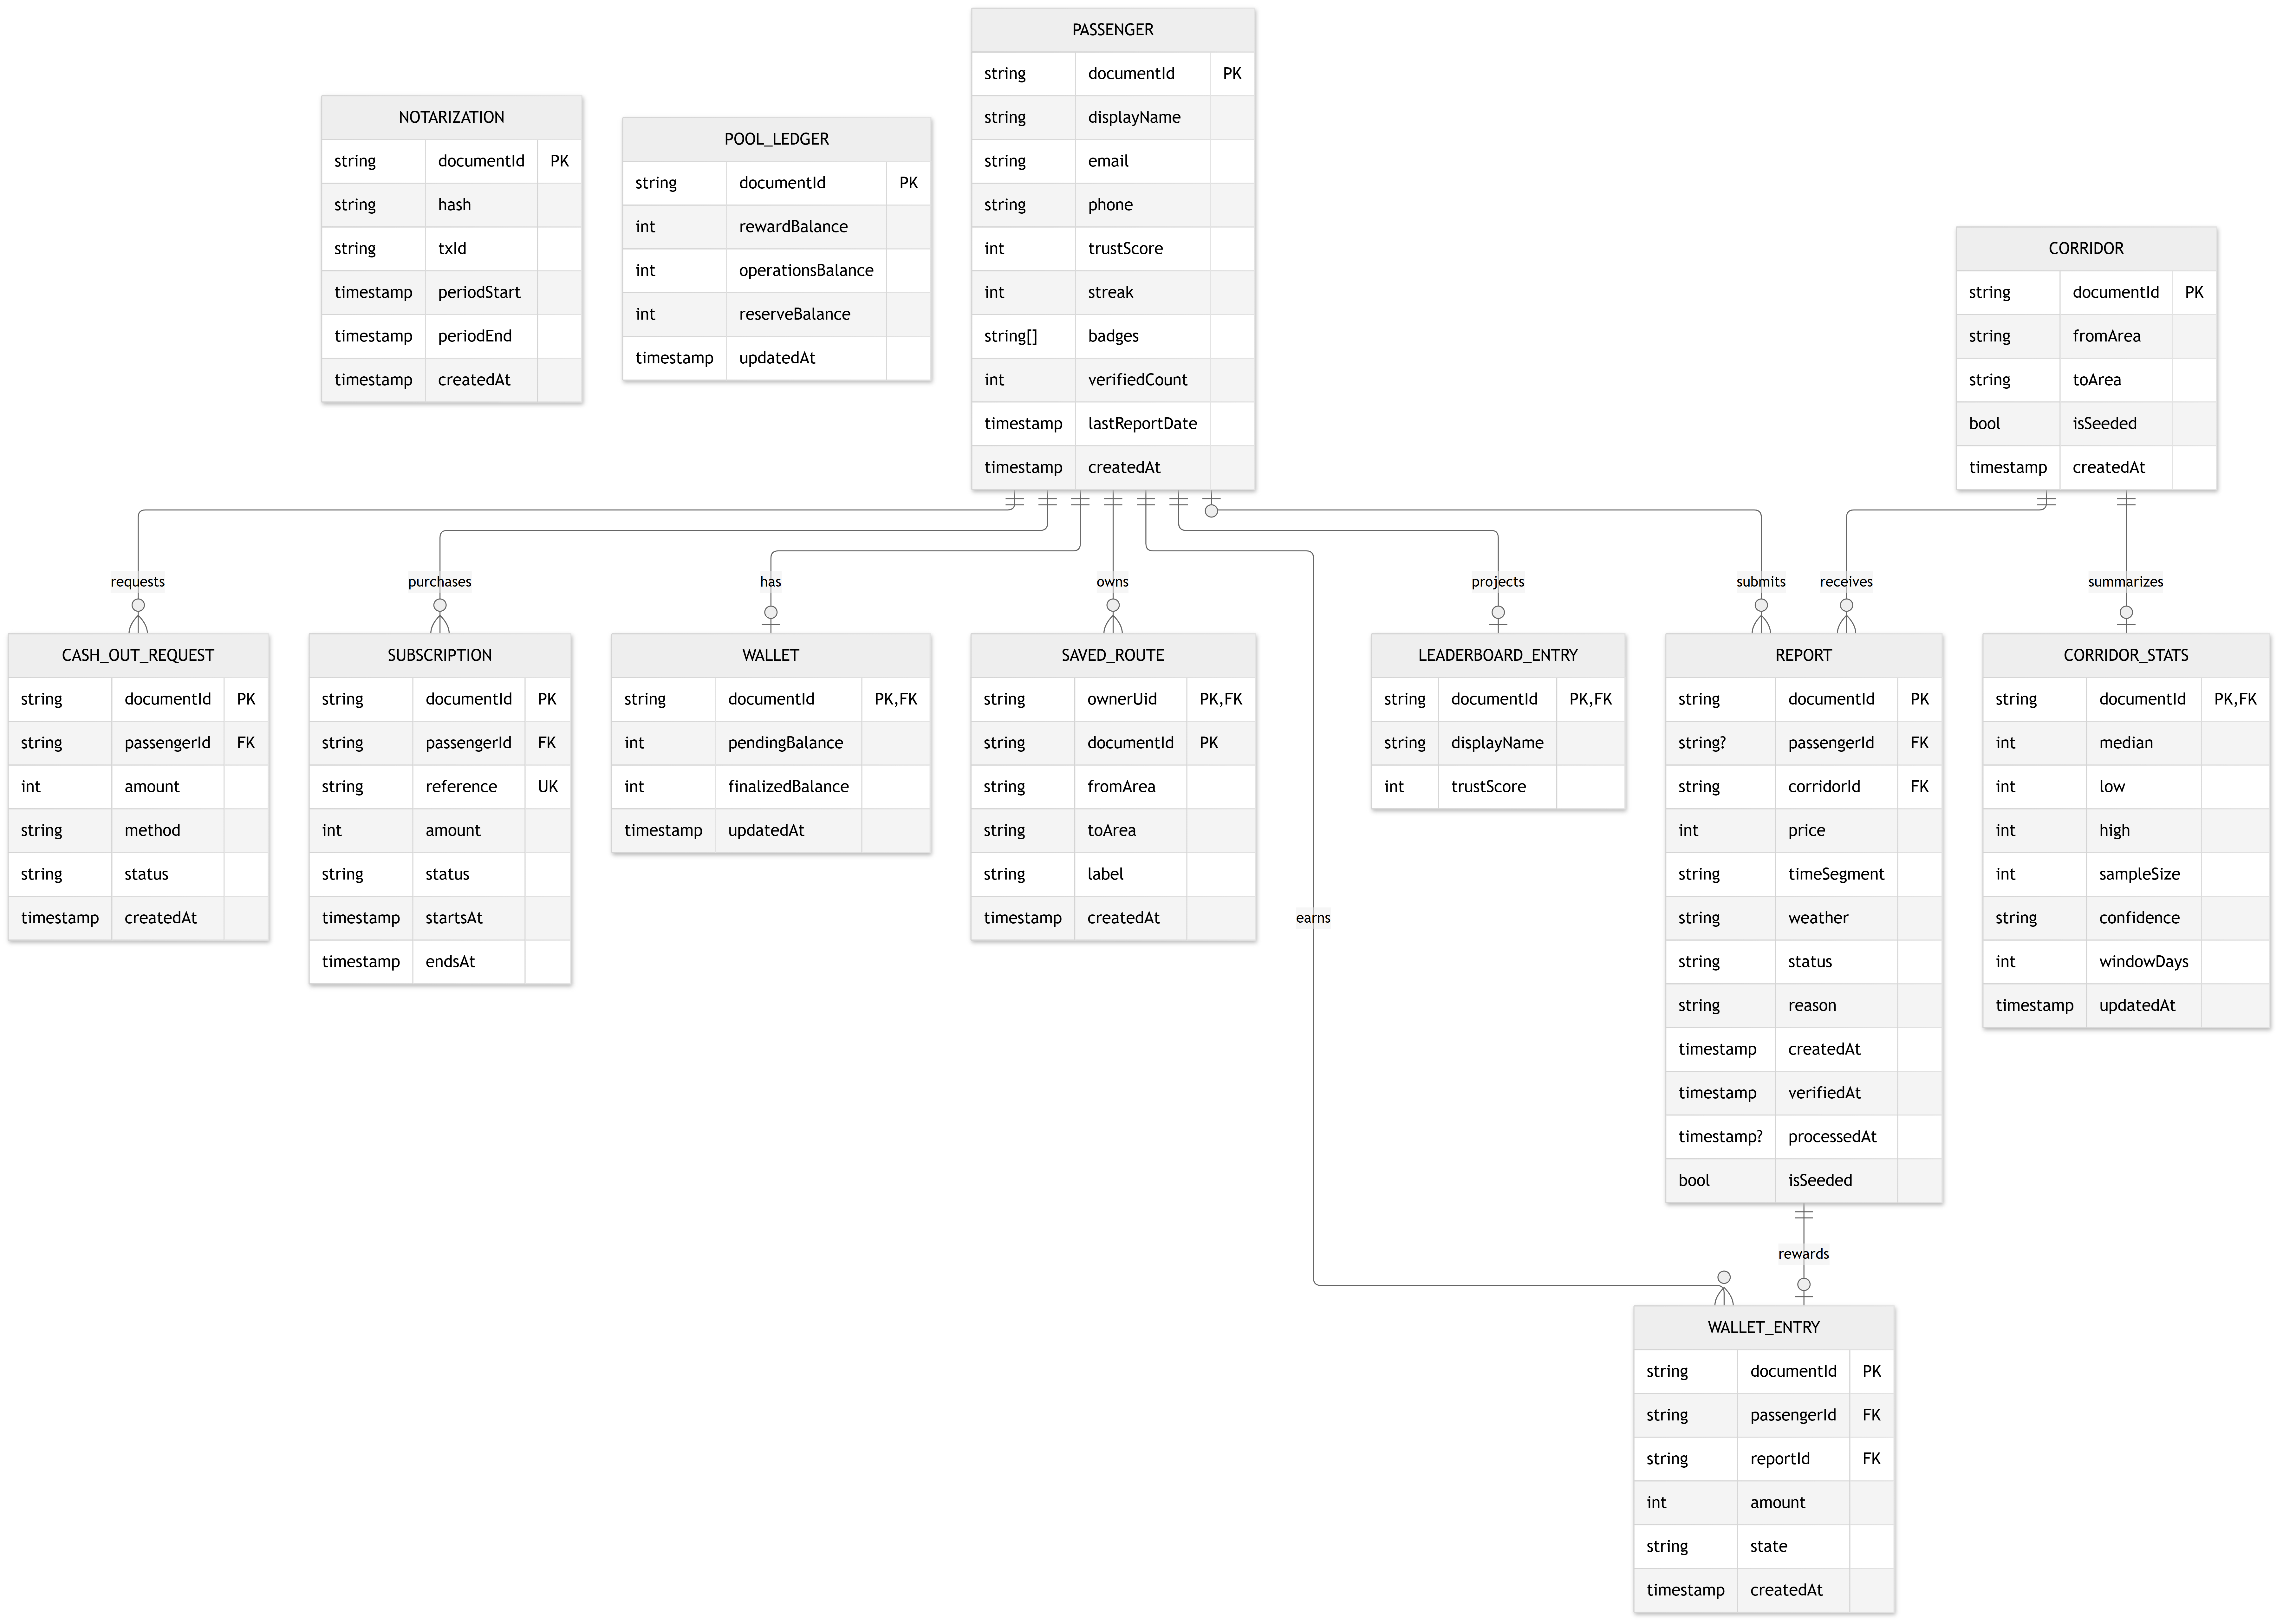 PASSENGER
string documentId PK
string displayName
string email
string phone
int trustScore
int streak
string[] badges
int verifiedCount
timestamp lastReportDate
timestamp createdAt
NOTARIZATION
string documentId PK
string hash
string txId
timestamp periodStart
timestamp periodEnd
timestamp createdAt
POOL_LEDGER
string documentId PK
int rewardBalance
int operationsBalance
int reserveBalance
timestamp updatedAt
CORRIDOR
string documentId PK
string fromArea
string toArea
bool isSeeded
timestamp createdAt
requests
purchases
has
owns
projects
submits
receives
summarizes
CASH_OUT_REQUEST
string documentId PK
string passengerId FK
int amount
string method
string status
timestamp createdAt
SUBSCRIPTION
string documentId PK
string passengerId FK
string reference UK
int amount
string status
timestamp startsAt
timestamp endsAt
WALLET
string documentId PK,FK
int pendingBalance
int finalizedBalance
timestamp updatedAt
SAVED_ROUTE
string ownerUid PK,FK
string documentId PK
string fromArea
string toArea
string label
timestamp createdAt
earns
LEADERBOARD_ENTRY
string documentId PK,FK
string displayName
int trustScore
REPORT
string documentId PK
string? passengerId FK
string corridorId FK
int price
string timeSegment
string weather
string status
string reason
timestamp createdAt
timestamp verifiedAt
timestamp? processedAt
bool isSeeded
CORRIDOR_STATS
string documentId PK,FK
int median
int low
int high
int sampleSize
string confidence
int windowDays
timestamp updatedAt
rewards
WALLET_ENTRY
string documentId PK
string passengerId FK
string reportId FK
int amount
string state
timestamp createdAt